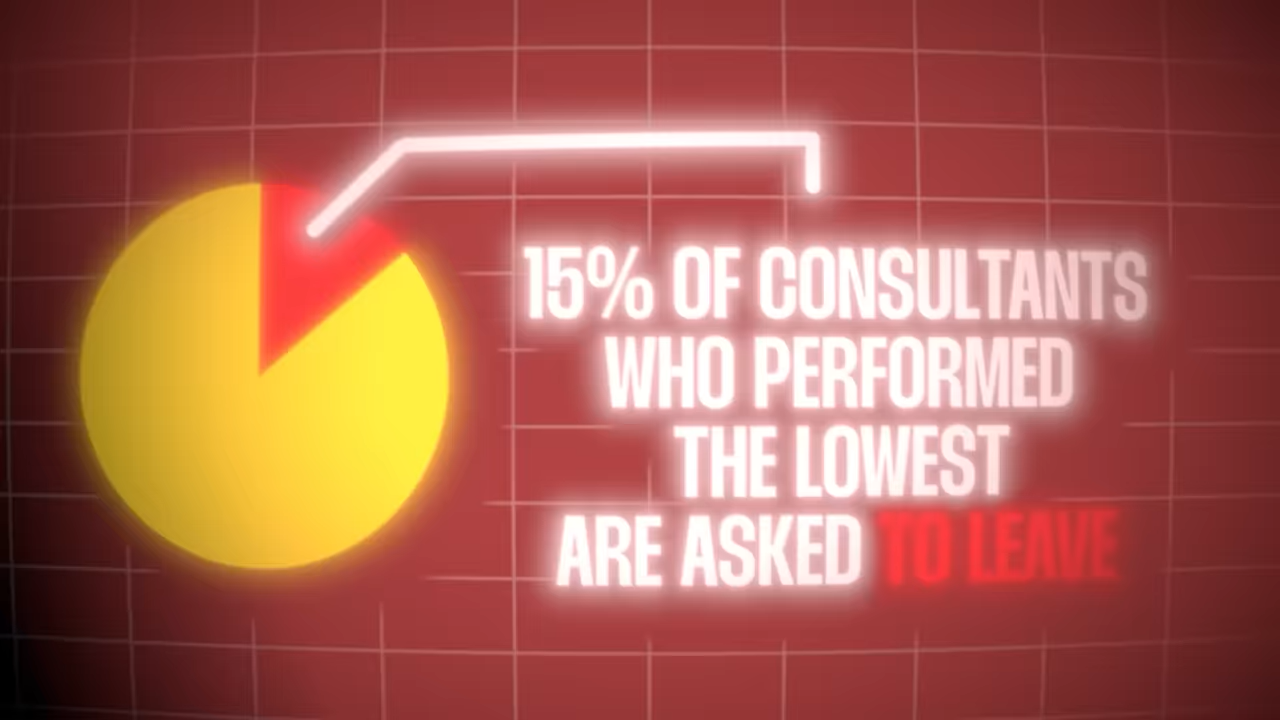 15% OF CONSULTANTS
WHO PERFORMED
THE LOWEST
ARE ASKED TO LEAVE